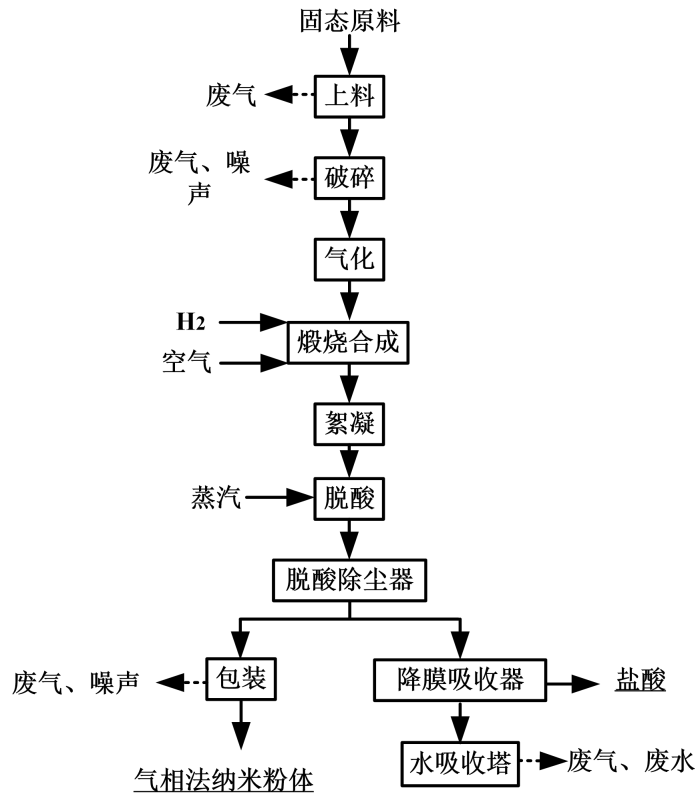 固态原料
废气
上料
废气、噪
声
破碎
气化
H2
空气
煅烧合成
絮凝
蒸汽
脱酸
脱酸除尘器
废气、噪声
包装
降膜吸收器
盐酸
气相法纳米粉体
水吸收塔
废气、废水